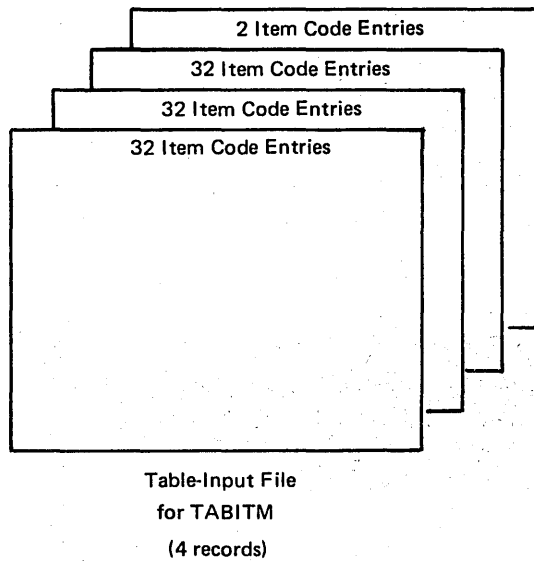 2 Item Code Entries
32 Item Code Entries
32 Item Code Entries
32 Item Code Entries
Table-Input File
for TABITM
(4 records)